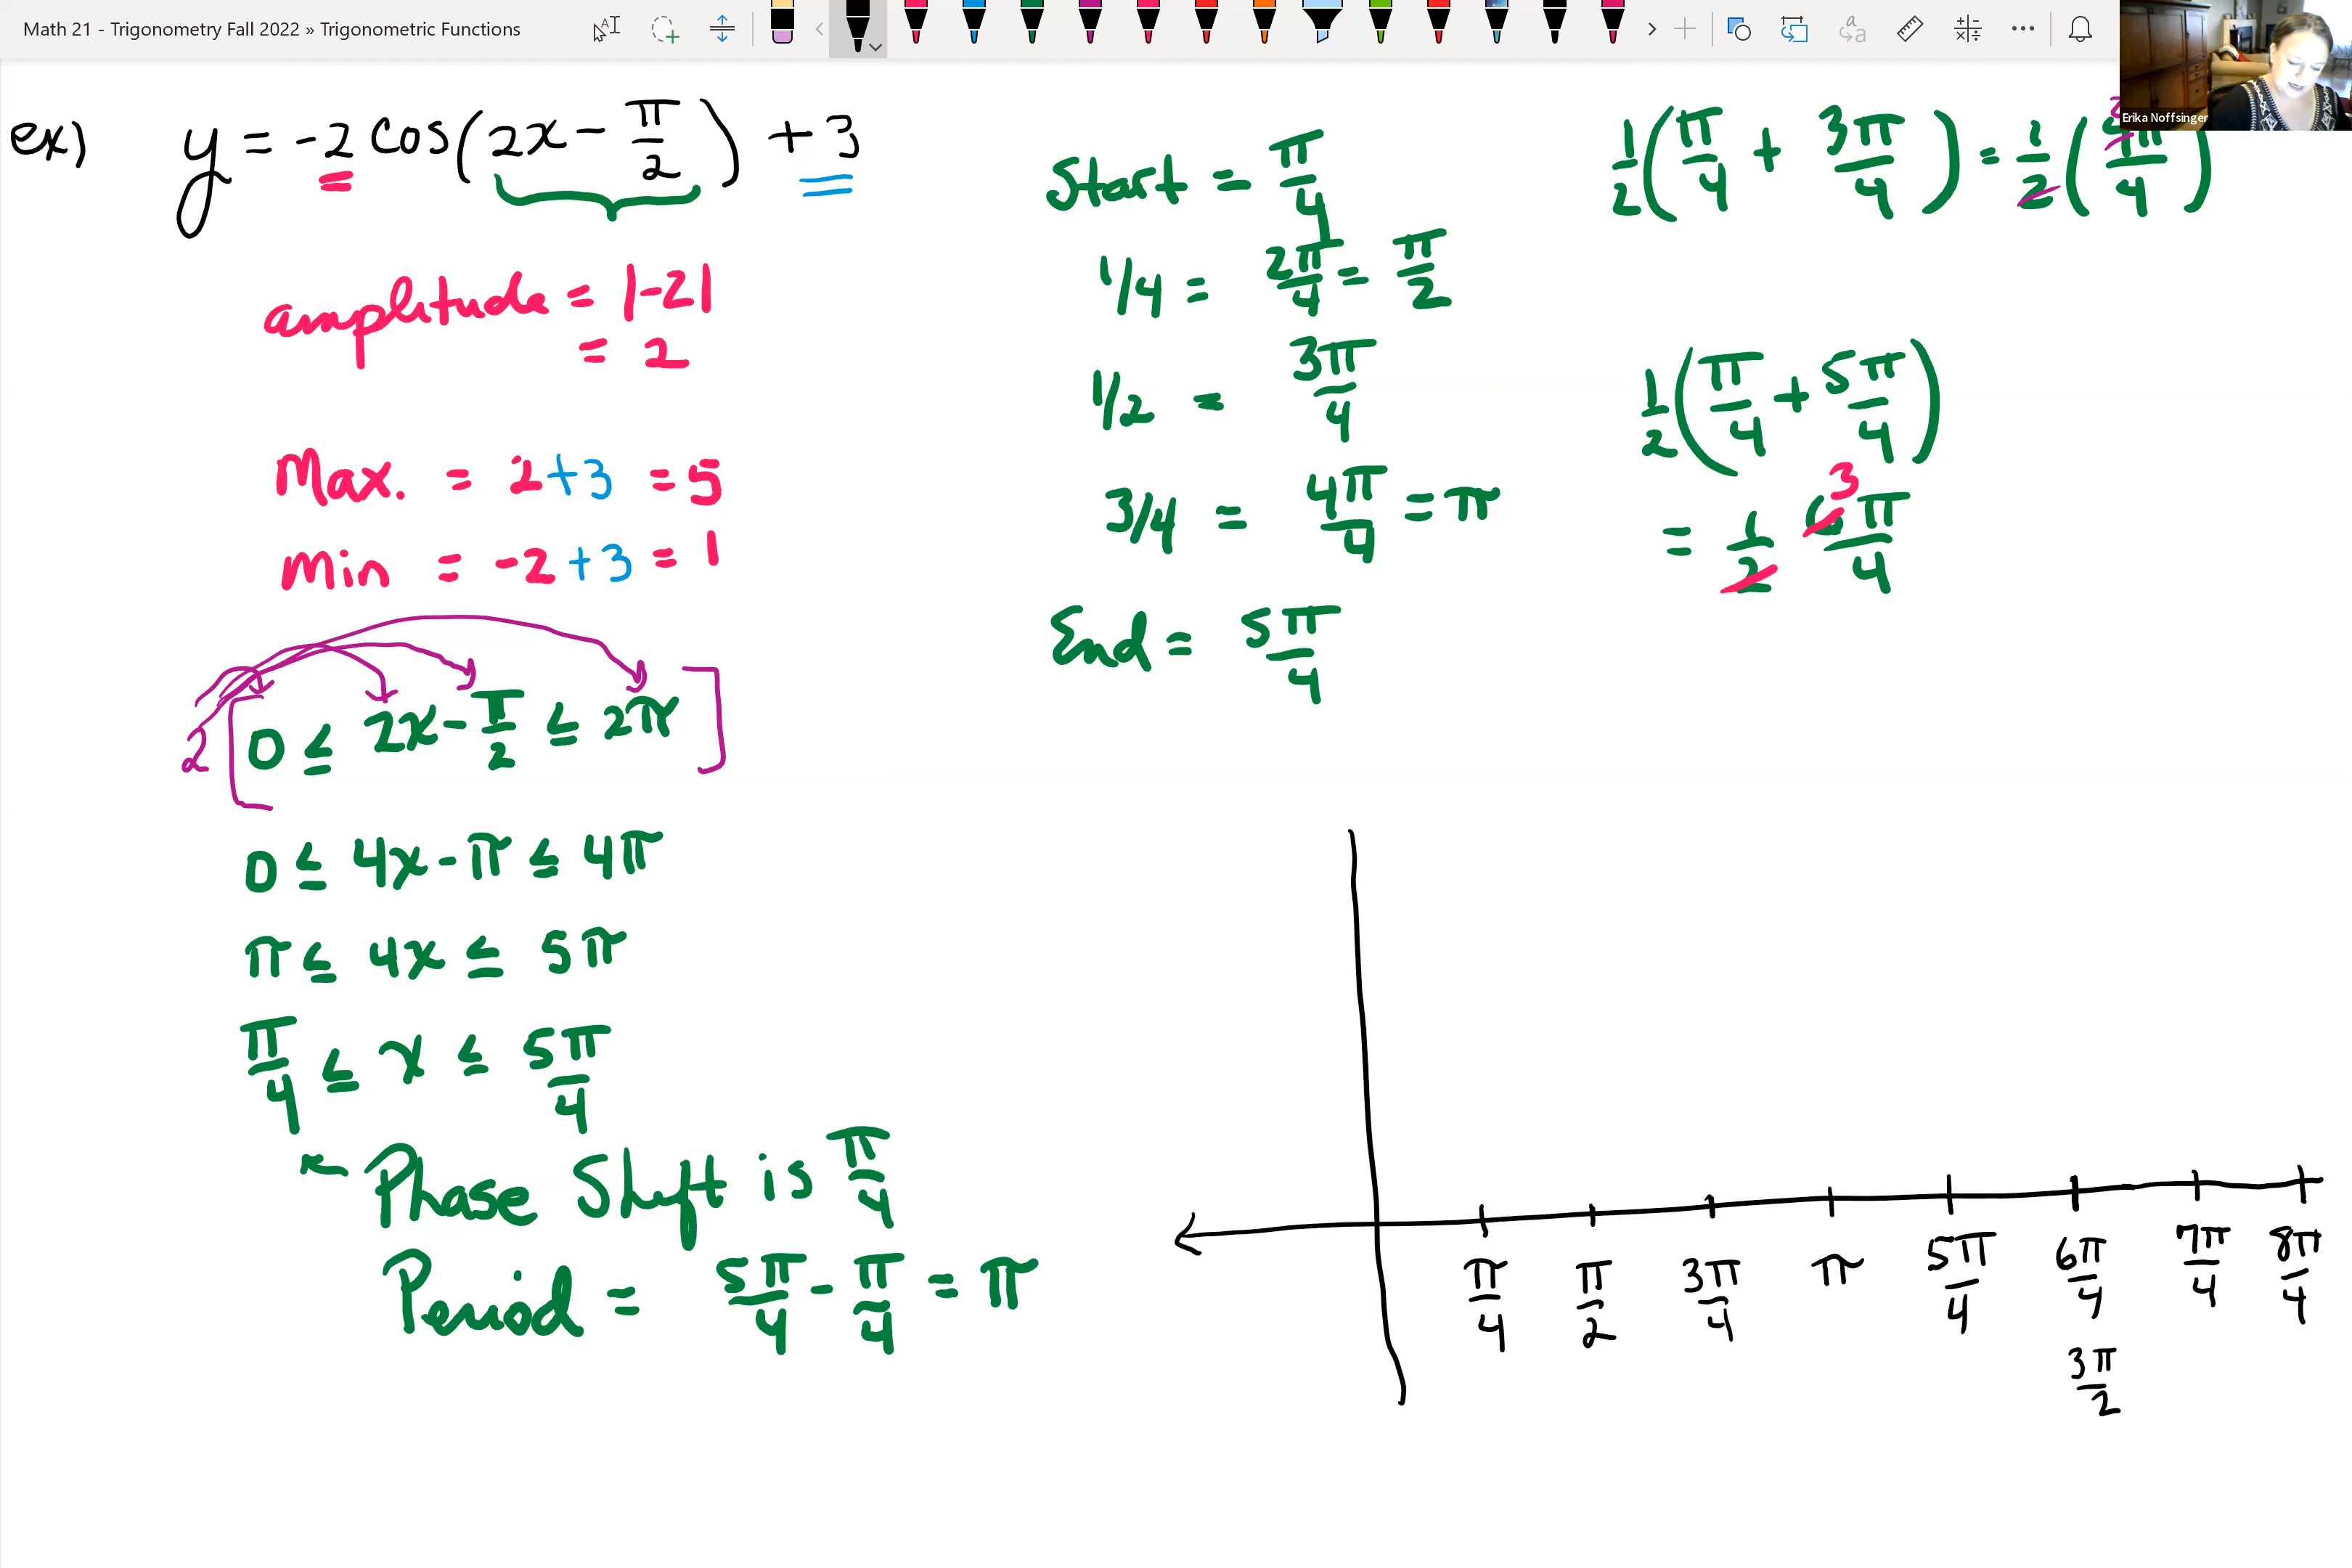 Math 21 - Trigonometry Fall 2022 » Trigonometric Functions
Erika Noffsinger
ex) y = -2 cos(2x - π/2) + 3
amplitude = |-2|
= 2
Max. = 2+3 = 5
Min = -2+3 = 1
2[0 ≤ 2x - π/2 ≤ 2π]
0 ≤ 4x - π ≤ 4π
π ≤ 4x ≤ 5π
π/4 ≤ x ≤ 5π/4
* Phase Shift is π/4
Period = 5π/4 - π/4 = π
Start = π/4
1/4 = 2π/4 = π/2
1/2 = 3π/4
3/4 = 4π/4 = π
End = 5π/4
1/2(π/4 + 3π/4) = 1/2(4π/4)
1/2(π/4 + 5π/4)
3
= 1/2 6π/4
π/4 π/2 3π/4 π 5π/4 6π/4 7π/4 8π/4
3π/2